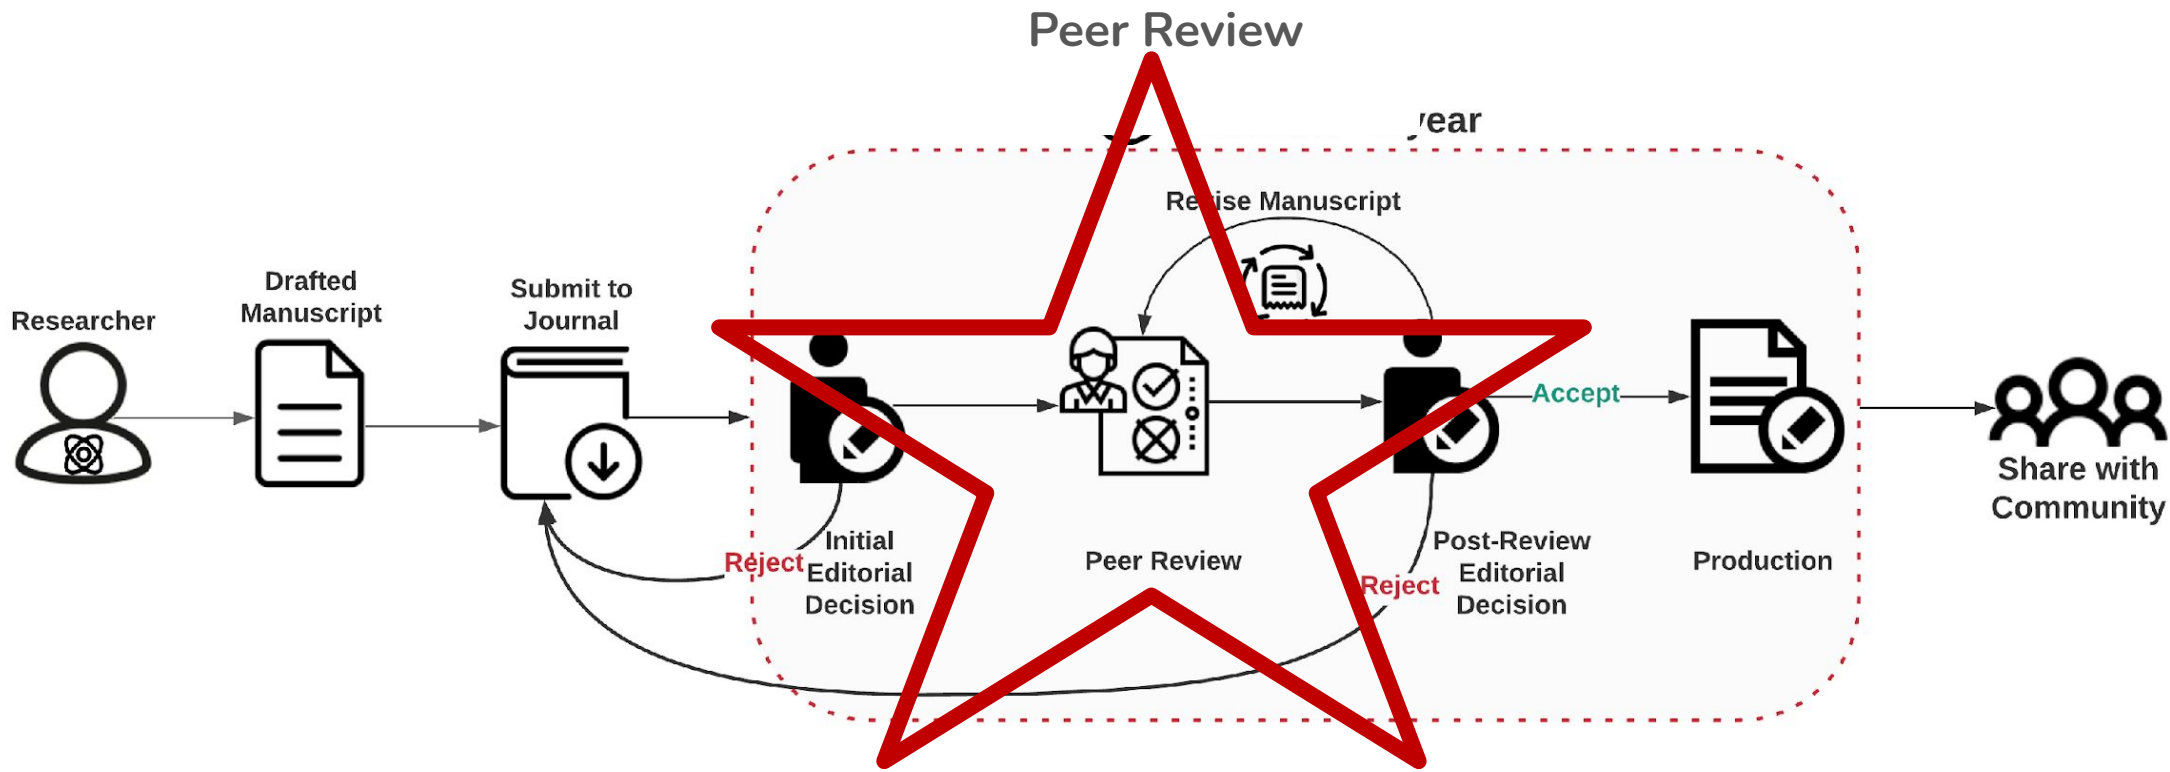 Peer Review
year
Revise Manuscript
Drafted
Manuscript
Submit to
Journal
Researcher
Accept
Share with
Community
Reject
Initial
Editorial
Decision
Peer Review
Reject
Post-Review
Editorial
Decision
Production